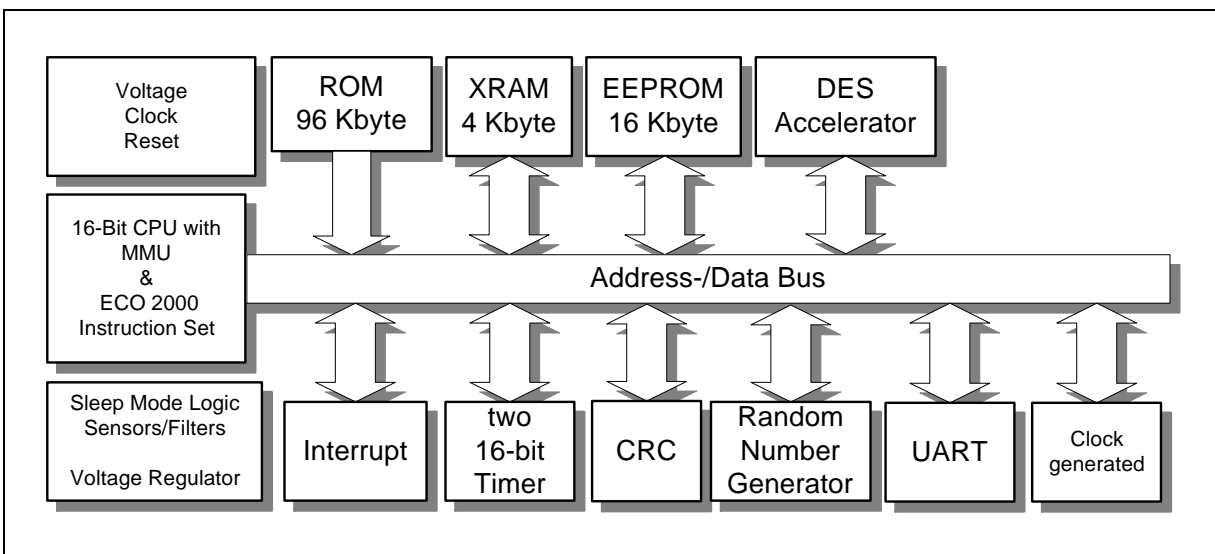 Voltage
Clock
Reset
ROM
96 Kbyte
XRAM
4 Kbyte
EEPROM
16 Kbyte
DES
Accelerator
16-Bit CPU with
MMU
&
ECO 2000
Instruction Set
Address-/Data Bus
Sleep Mode Logic
Sensors/Filters
Voltage Regulator
Interrupt
two
16-bit
Timer
CRC
Random
Number
Generator
UART
Clock
generated